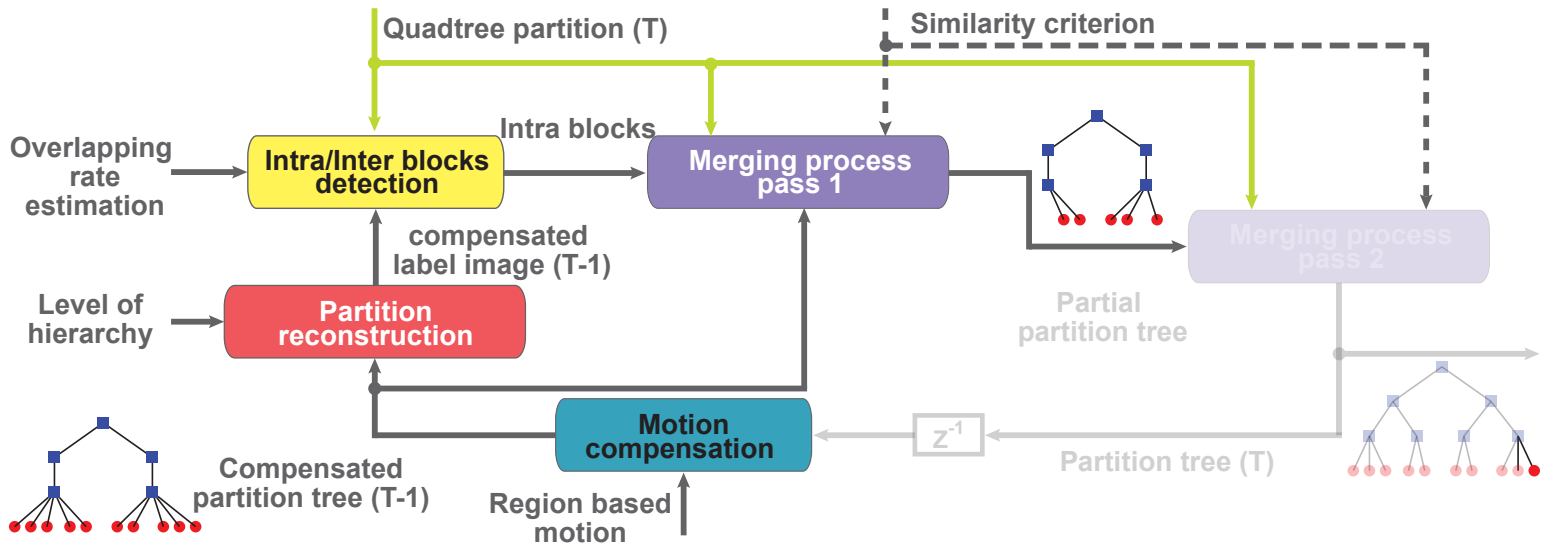 Quadtree partition (T)
Similarity criterion
Overlapping
rate
estimation
Intra/Inter blocks
detection
Intra blocks
Merging process
pass 1
compensated
label image (T-1)
Merging process
pass 2
Level of
hierarchy
Partition
reconstruction
Partial
partition tree
Motion
compensation
Z⁻¹
Compensated
partition tree (T-1)
Partition tree (T)
Region based
motion